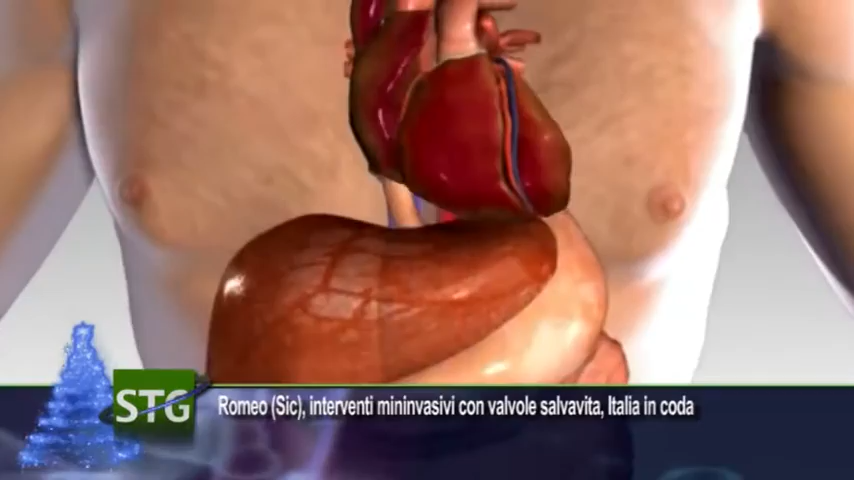 STG
Romeo (Sic), interventi mininvasivi con valvole salvavita, Italia in coda